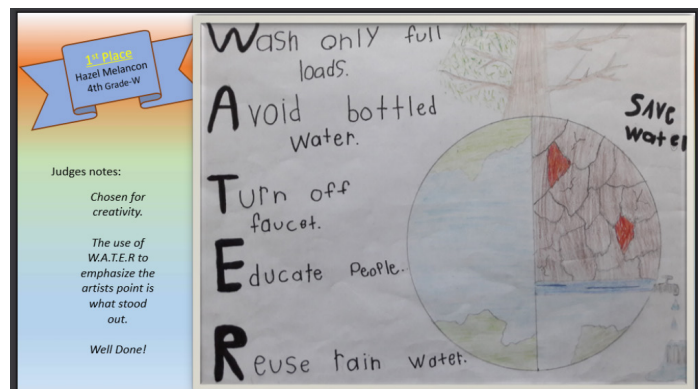 1st Place
Hazel Melancon
4th Grade-W
Judges notes:
Chosen for
creativity.
The use of
W.A.T.E.R to
emphasize the
artists point is
what stood
out.
Well Done!
Wash only full
loads.
Avoid bottled
water.
Turn off
faucet.
Educate People.
Reuse rain water.
SAVE
water